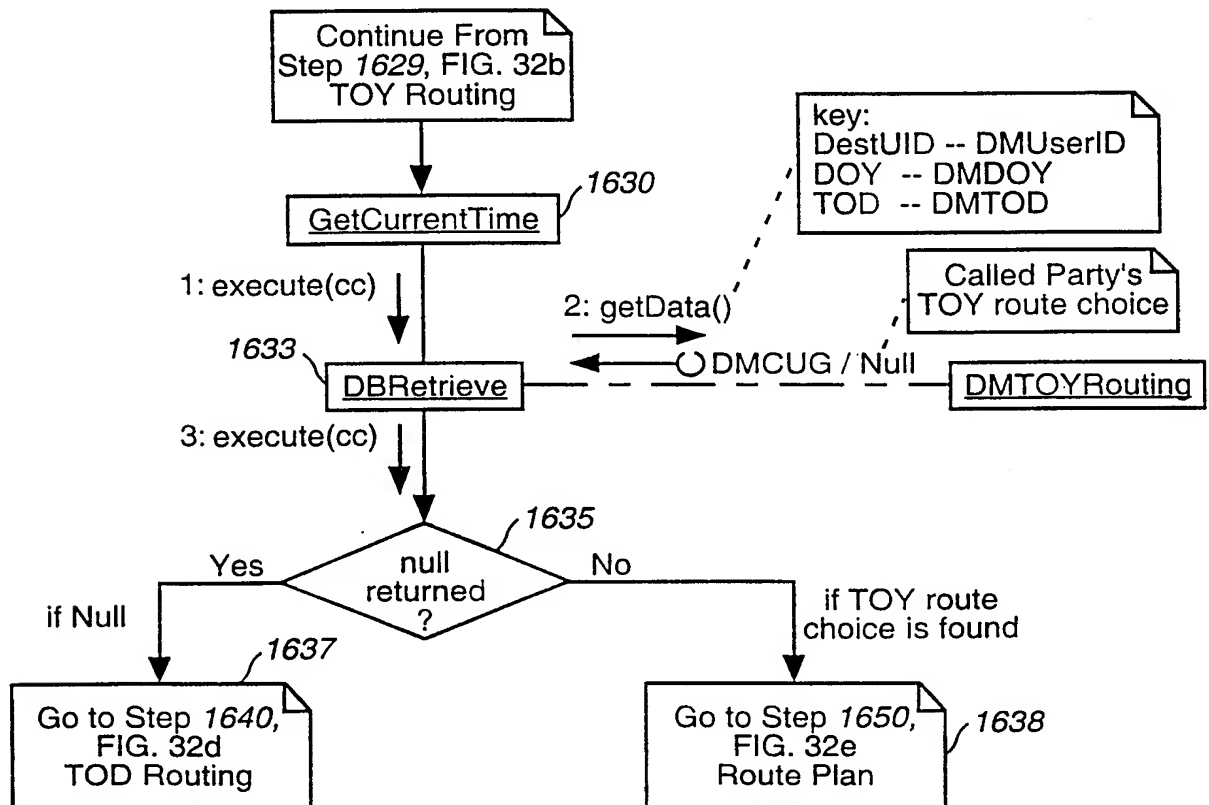 Continue From
Step 1629, FIG. 32b
TOY Routing
key:
DestUID -- DMUserID
DOY -- DMDOY
TOD -- DMTOD
1630
GetCurrentTime
Called Party's
TOY route choice
1: execute(cc)
2: getData()
1633
DMCUG / Null
DBRetrieve
DMTOYRouting
3: execute(cc)
1635
Yes
null
returned
?
No
if Null
if TOY route
choice is found
1637
Go to Step 1640,
FIG. 32d
TOD Routing
Go to Step 1650,
FIG. 32e
Route Plan
1638